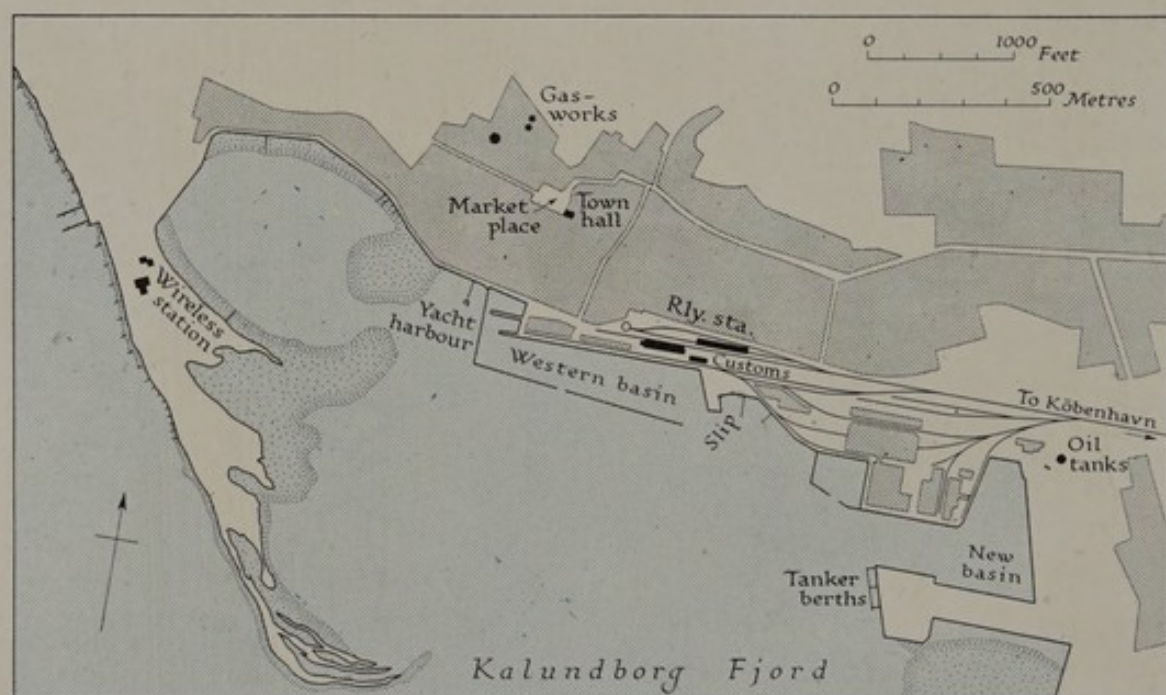 0 1000 Feet
0 500 Metres
Gas-
works
Market
place
Town
hall
Wireless
station
Yacht
harbour
Rly. sta.
Customs
Western basin
Slip
To Köbenhavn
Oil
tanks
New
basin
Tanker
berths
Kalundborg Fjord